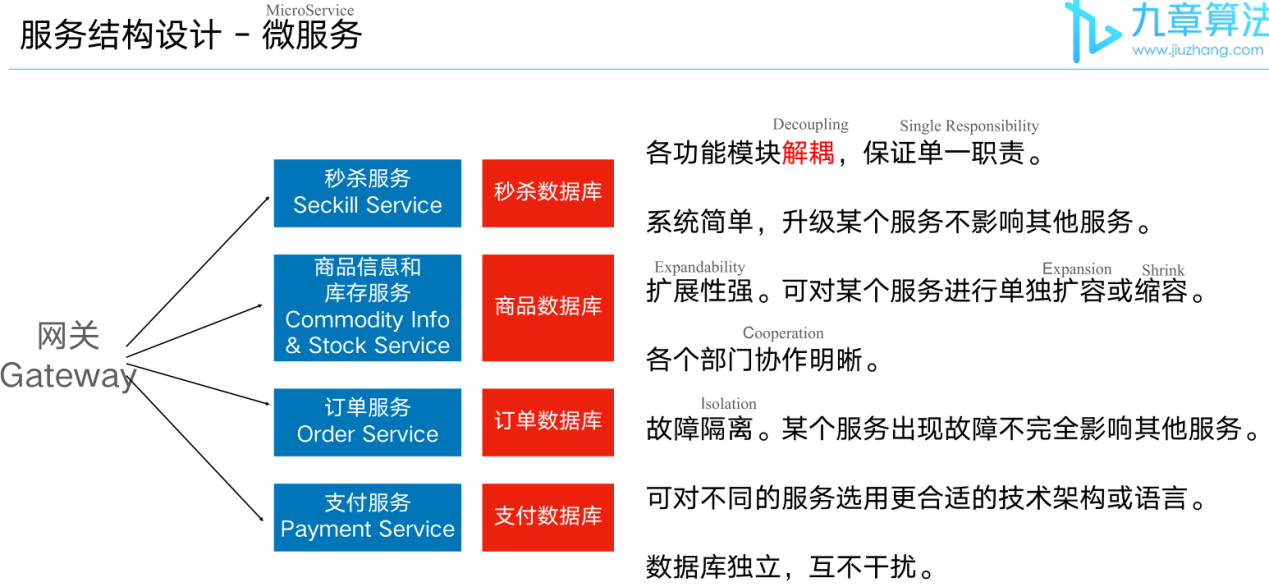 MicroService
服务结构设计 - 微服务
九章算法
www.jiuzhang.com
网关
Gateway
秒杀服务
Seckill Service
秒杀数据库
商品信息和
库存服务
Commodity Info
& Stock Service
商品数据库
订单服务
Order Service
订单数据库
支付服务
Payment Service
支付数据库
Decoupling Single Responsibility
各功能模块解耦，保证单一职责。
系统简单，升级某个服务不影响其他服务。
Expandability Expansion Shrink
扩展性强。可对某个服务进行单独扩容或缩容。
Cooperation
各个部门协作明晰。
Isolation
故障隔离。某个服务出现故障不完全影响其他服务。
可对不同的服务选用更合适的技术架构或语言。
数据库独立，互不干扰。